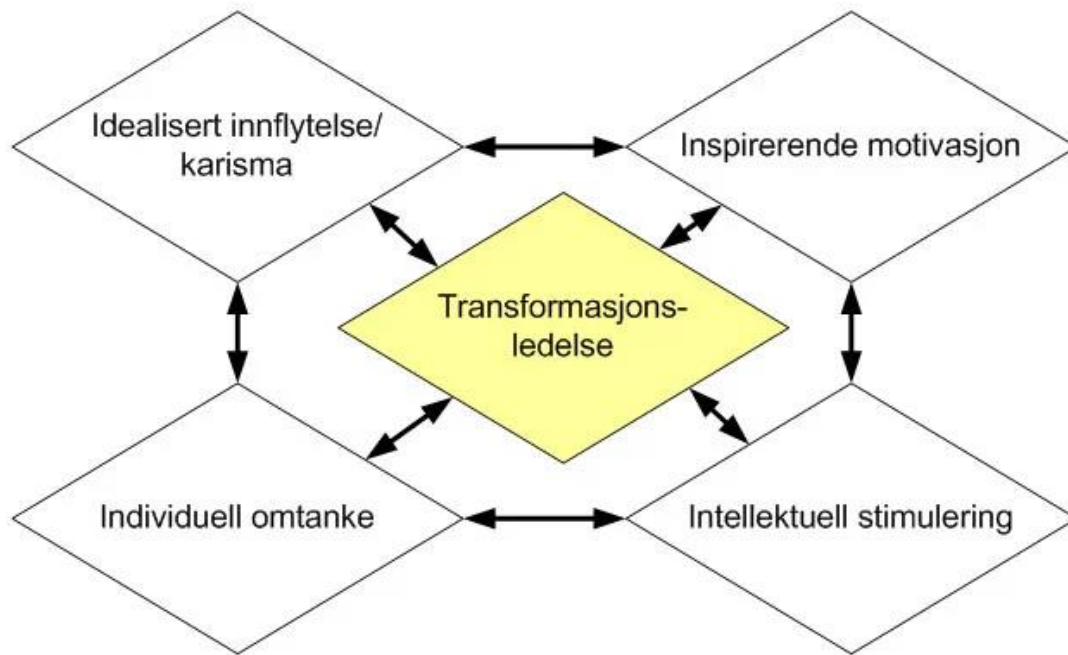 Idealisert innflytelse/
karisma
Inspirerende motivasjon
Transformasjons-
ledelse
Individuell omtanke
Intellektuell stimulering